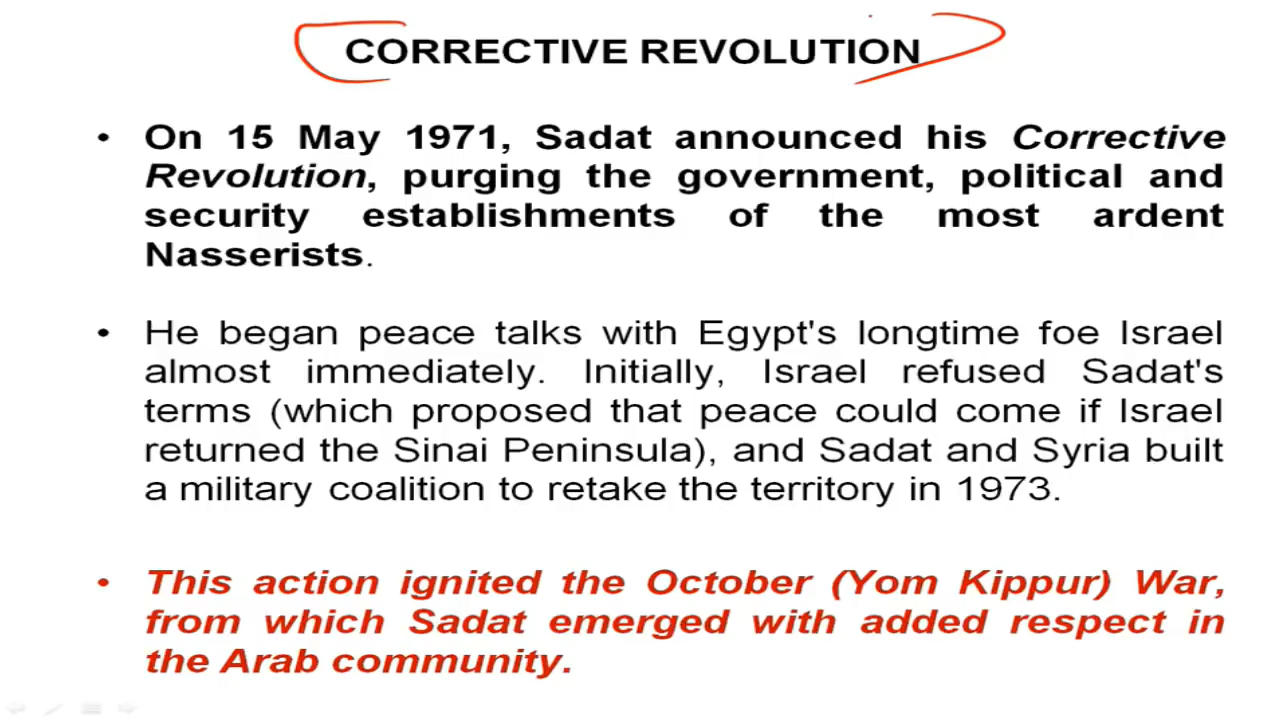 CORRECTIVE REVOLUTION
• On 15 May 1971, Sadat announced his Corrective
Revolution, purging the government, political and
security establishments of the most ardent
Nasserists.
• He began peace talks with Egypt's longtime foe Israel
almost immediately. Initially, Israel refused Sadat's
terms (which proposed that peace could come if Israel
returned the Sinai Peninsula), and Sadat and Syria built
a military coalition to retake the territory in 1973.
• This action ignited the October (Yom Kippur) War,
from which Sadat emerged with added respect in
the Arab community.